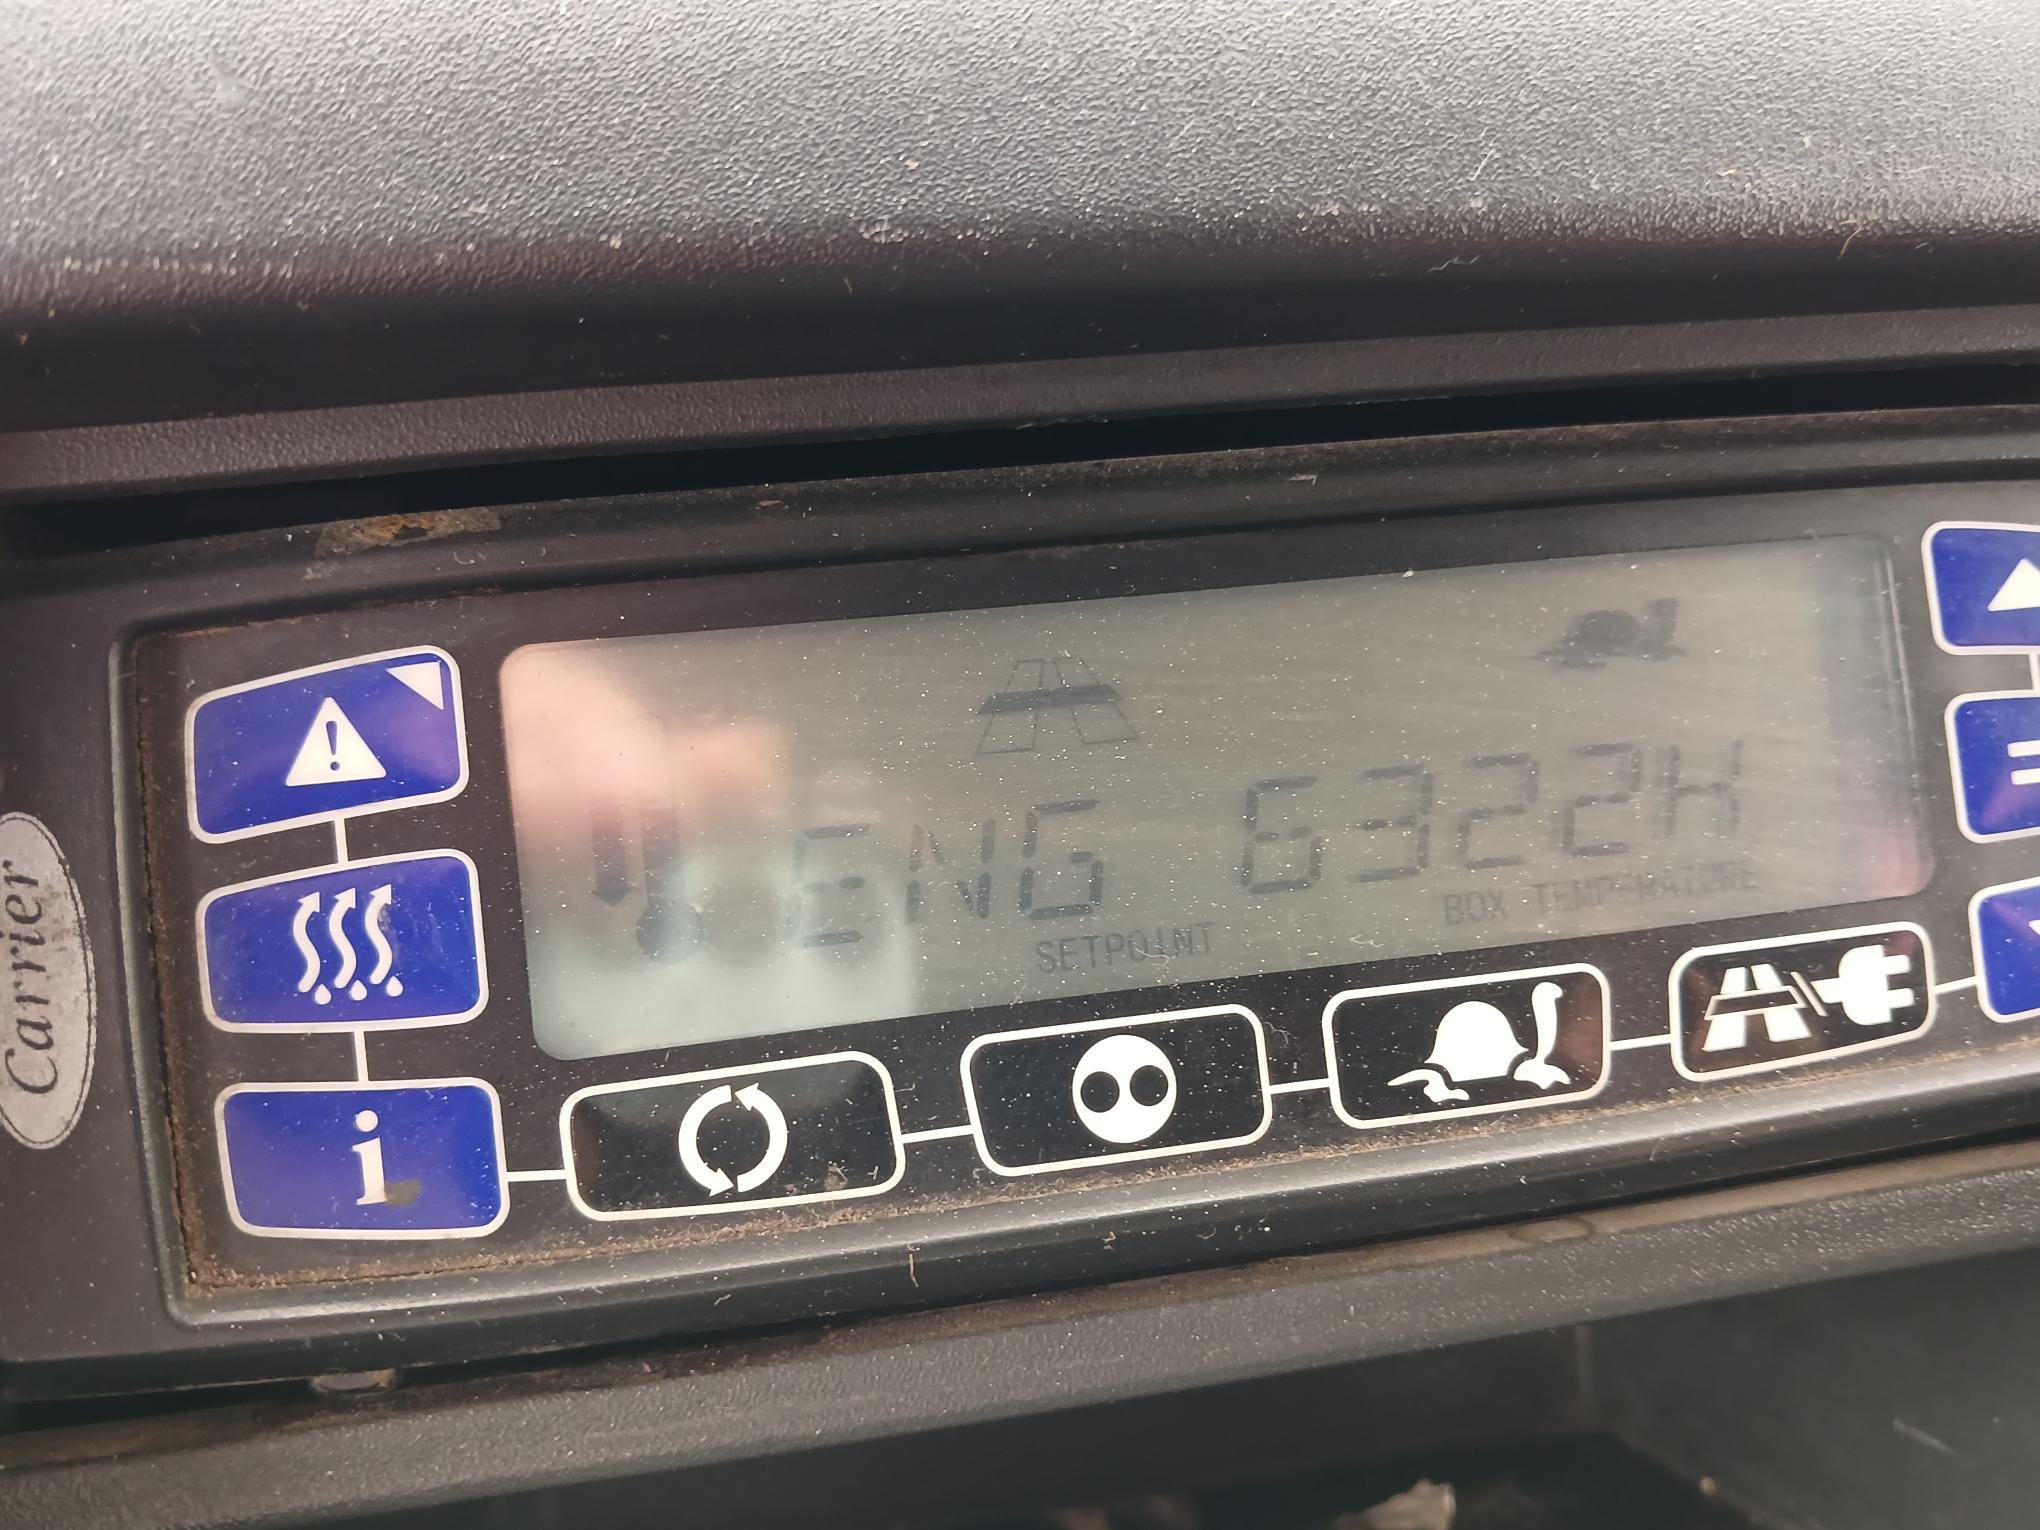 ENG 6322H
SETPOINT BOX TEMPERATURE
Carrier
i